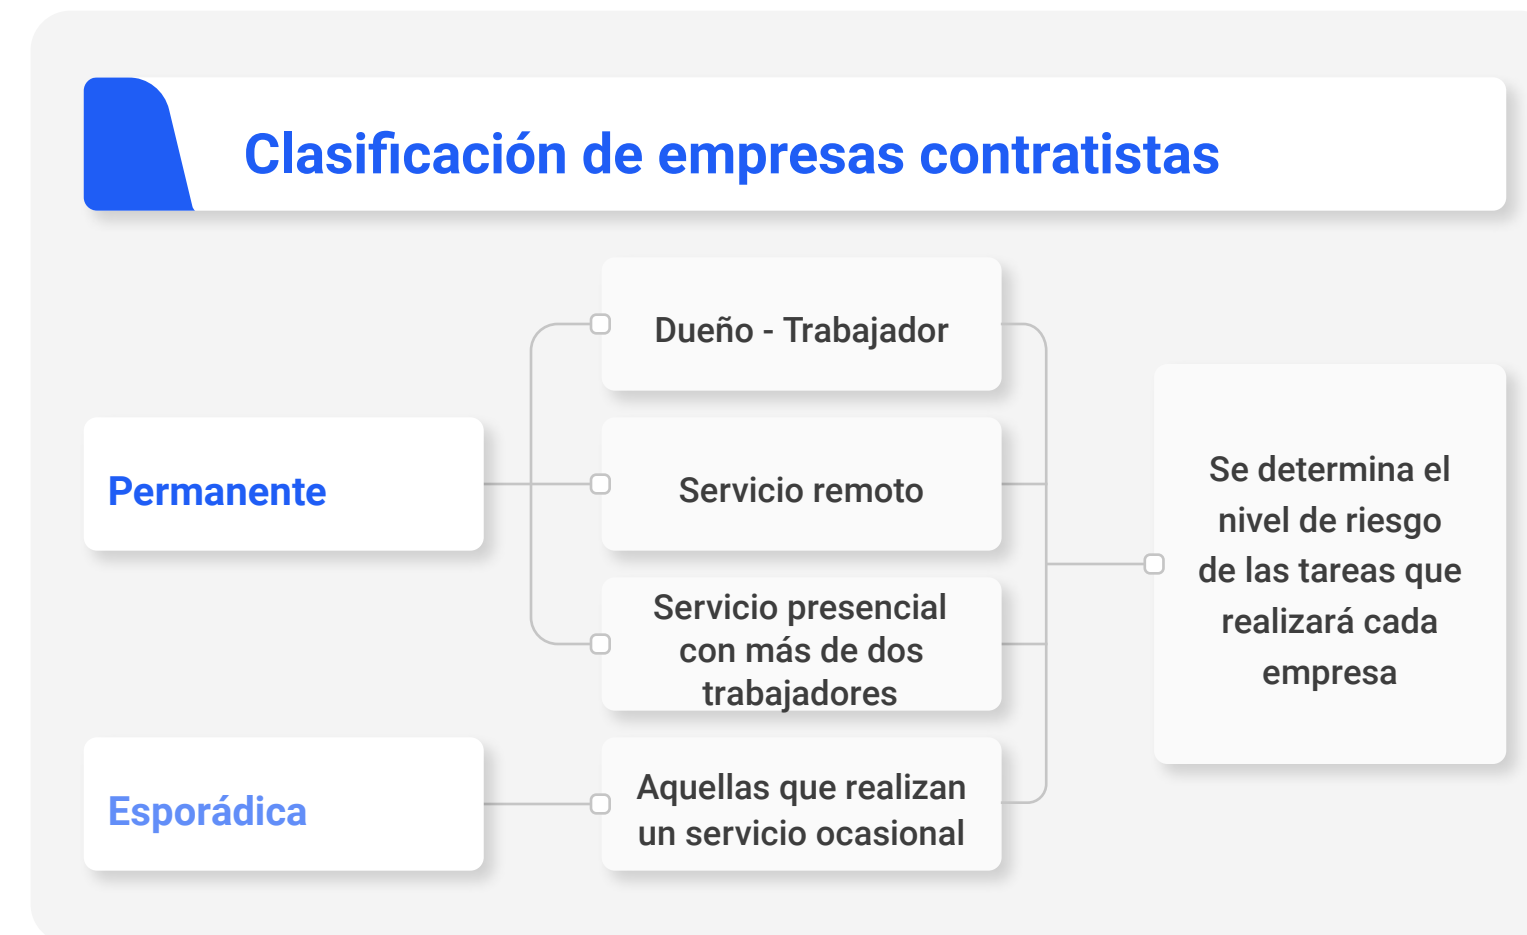 Clasificación de empresas contratistas
Permanente
Dueño - Trabajador
Servicio remoto
Servicio presencial
con más de dos
trabajadores
Esporádica
Aquellas que realizan
un servicio ocasional
Se determina el
nivel de riesgo
de las tareas que
realizará cada
empresa